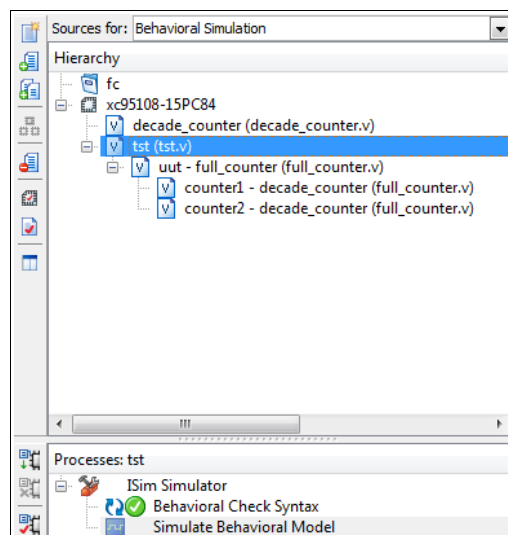 Sources for: Behavioral Simulation
Hierarchy
fc
xc95108-15PC84
decade_counter (decade_counter.v)
tst (tst.v)
uut - full_counter (full_counter.v)
counter1 - decade_counter (full_counter.v)
counter2 - decade_counter (full_counter.v)
Processes: tst
ISim Simulator
Behavioral Check Syntax
Simulate Behavioral Model